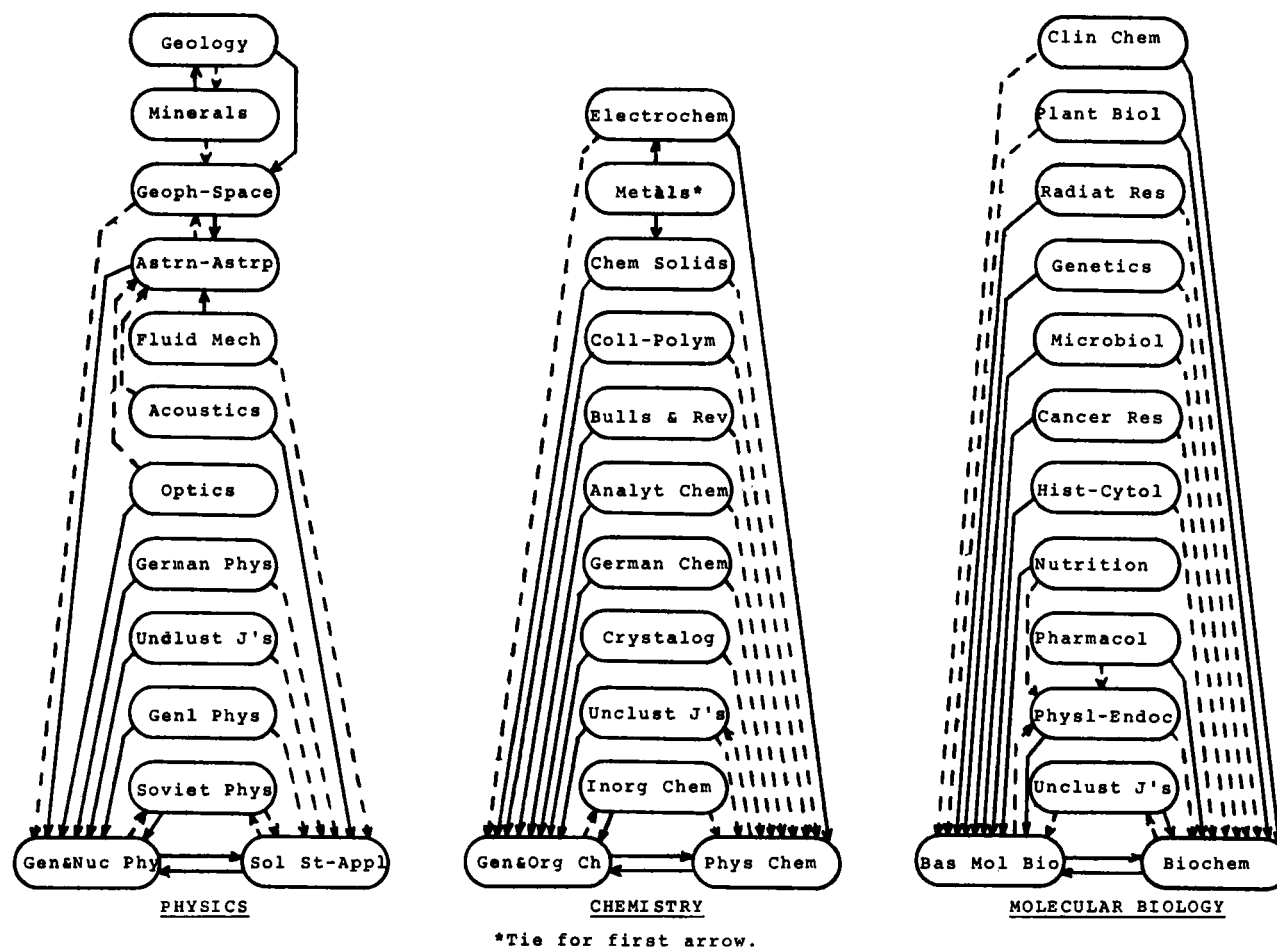 Geology
Minerals
Geoph-Space
Astrn-Astrp
Fluid Mech
Acoustics
Optics
German Phys
Unclust J's
Genl Phys
Soviet Phys
Gen&Nuc Phy
Sol St-Appl
PHYSICS
Electrochem
Metals*
Chem Solids
Coll-Polym
Bulls & Rev
Analyt Chem
German Chem
Crystalog
Unclust J's
Inorg Chem
Gen&Org Ch
Phys Chem
CHEMISTRY
*Tie for first arrow.
Clin Chem
Plant Biol
Radiat Res
Genetics
Microbiol
Cancer Res
Hist-Cytol
Nutrition
Pharmacol
Physl-Endoc
Unclust J's
Bas Mol Bio
Biochem
MOLECULAR BIOLOGY